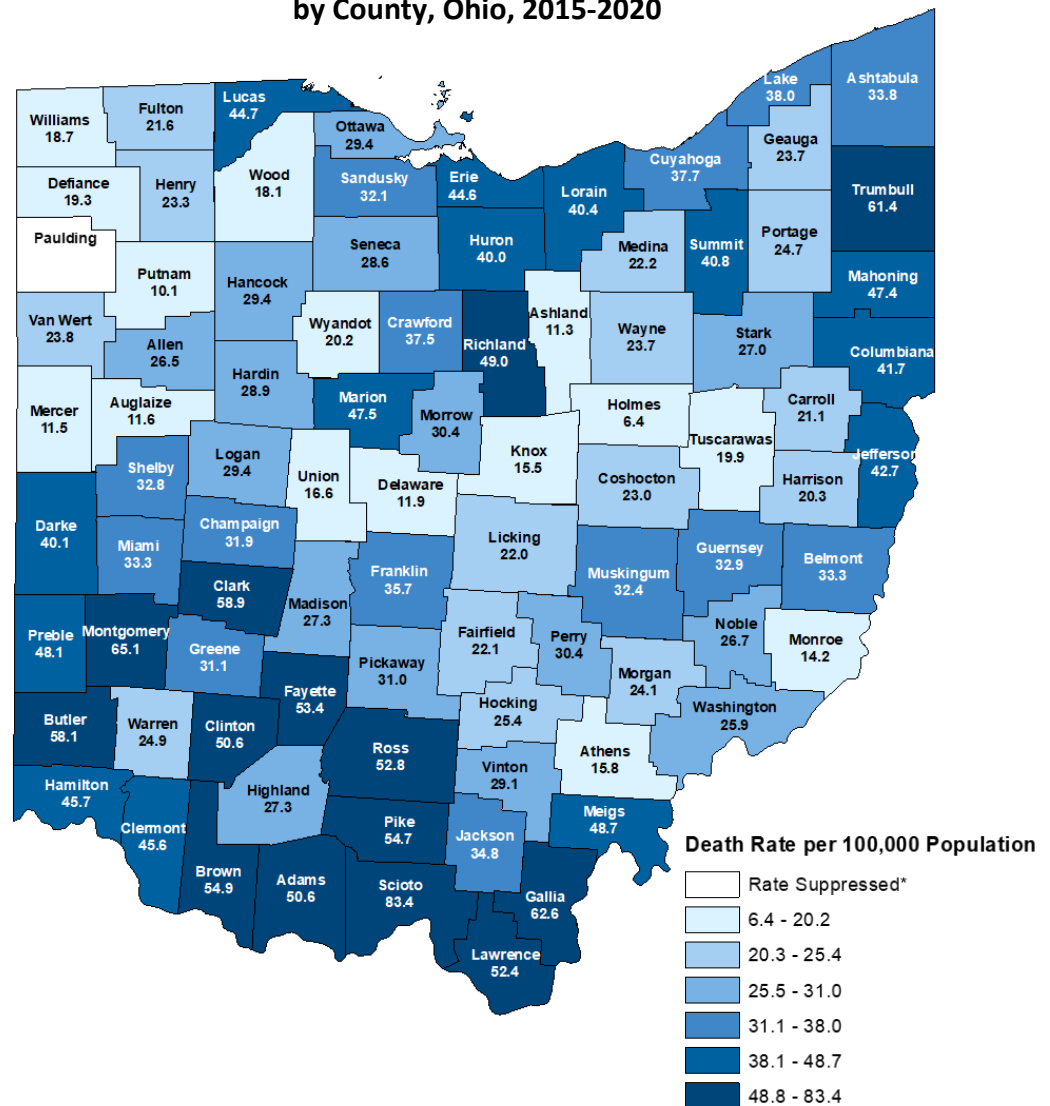 by County, Ohio, 2015-2020
Lake
38.0
Ashtabula
33.8
Williams
18.7
Fulton
21.6
Lucas
44.7
Ottawa
29.4
Geauga
23.7
Cuyahoga
37.7
Defiance
19.3
Henry
23.3
Wood
18.1
Sandusky
32.1
Erie
44.6
Lorain
40.4
Trumbull
61.4
Paulding
Seneca
28.6
Huron
40.0
Medina
22.2
Summit
40.8
Portage
24.7
Putnam
10.1
Hancock
29.4
Mahoning
47.4
Van Wert
23.8
Allen
26.5
Wyandot
20.2
Crawford
37.5
Richland
49.0
Ashland
11.3
Wayne
23.7
Stark
27.0
Columbiana
41.7
Hardin
28.9
Mercer
11.5
Auglaize
11.6
Marion
47.5
Morrow
30.4
Holmes
6.4
Carroll
21.1
Tuscarawas
19.9
Shelby
32.8
Logan
29.4
Union
16.6
Delaware
11.9
Knox
15.5
Coshocton
23.0
Harrison
20.3
Jefferson
42.7
Darke
40.1
Miami
33.3
Champaign
31.9
Licking
22.0
Guernsey
32.9
Belmont
33.3
Franklin
35.7
Muskingum
32.4
Clark
58.9
Madison
27.3
Preble
48.1
Montgomery
65.1
Greene
31.1
Fairfield
22.1
Perry
30.4
Noble
26.7
Monroe
14.2
Pickaway
31.0
Morgan
24.1
Fayette
53.4
Hocking
25.4
Washington
25.9
Butler
58.1
Warren
24.9
Clinton
50.6
Ross
52.8
Athens
15.8
Vinton
29.1
Hamilton
45.7
Highland
27.3
Meigs
48.7
Clermont
45.6
Pike
54.7
Jackson
34.8
Brown
54.9
Adams
50.6
Scioto
83.4
Gallia
62.6
Lawrence
52.4
Death Rate per 100,000 Population
Rate Suppressed*
6.4 - 20.2
20.3 - 25.4
25.5 - 31.0
31.1 - 38.0
38.1 - 48.7
48.8 - 83.4